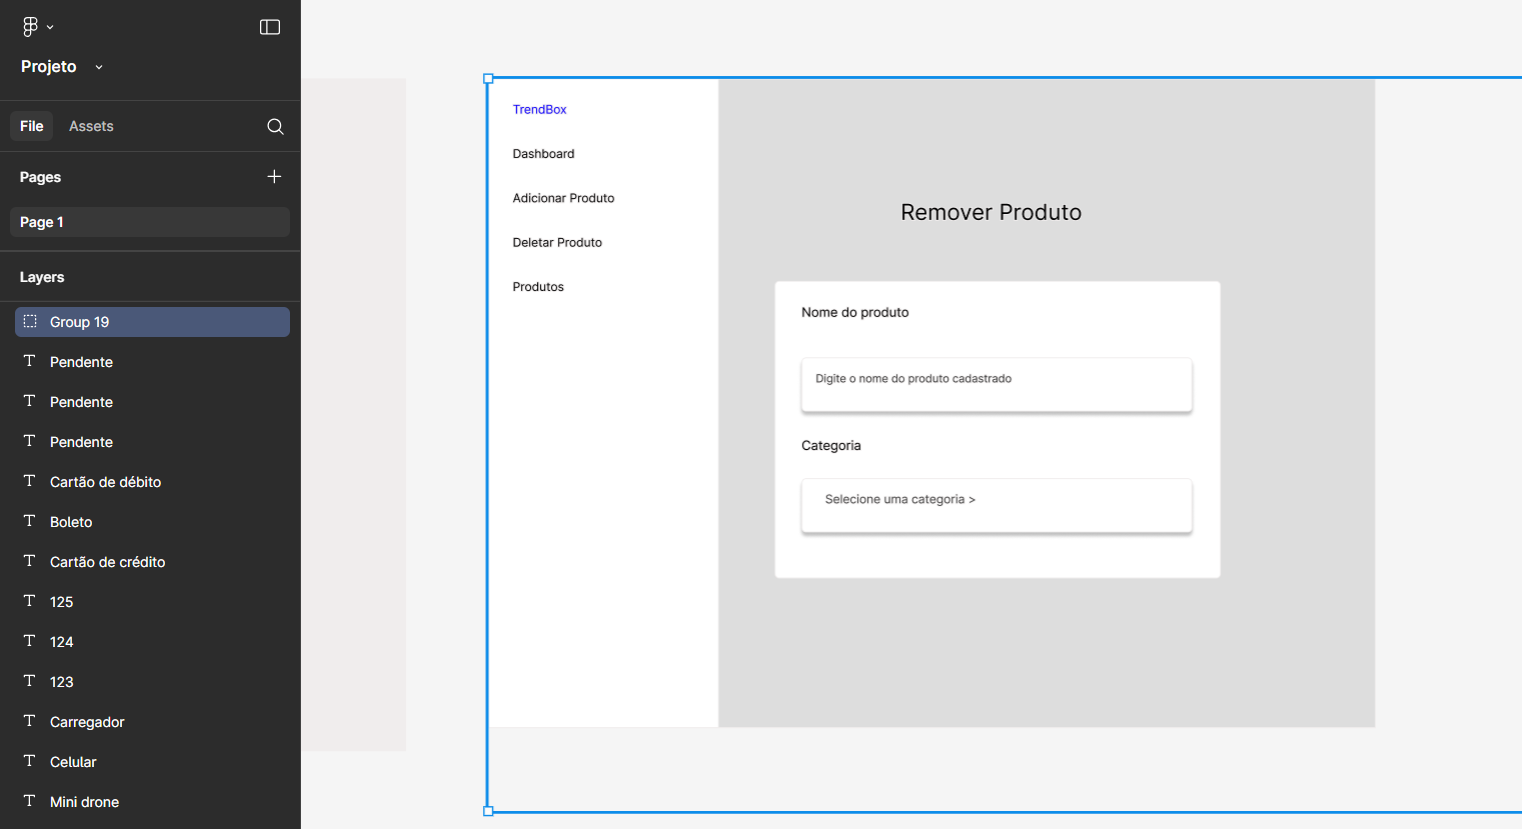 Projeto
File Assets
Pages
Page 1
Layers
Group 19
Pendente
Pendente
Pendente
Cartão de débito
Boleto
Cartão de crédito
125
124
123
Carregador
Celular
Mini drone
TrendBox
Dashboard
Adicionar Produto
Deletar Produto
Produtos
Remover Produto
Nome do produto
Digite o nome do produto cadastrado
Categoria
Selecione uma categoria >